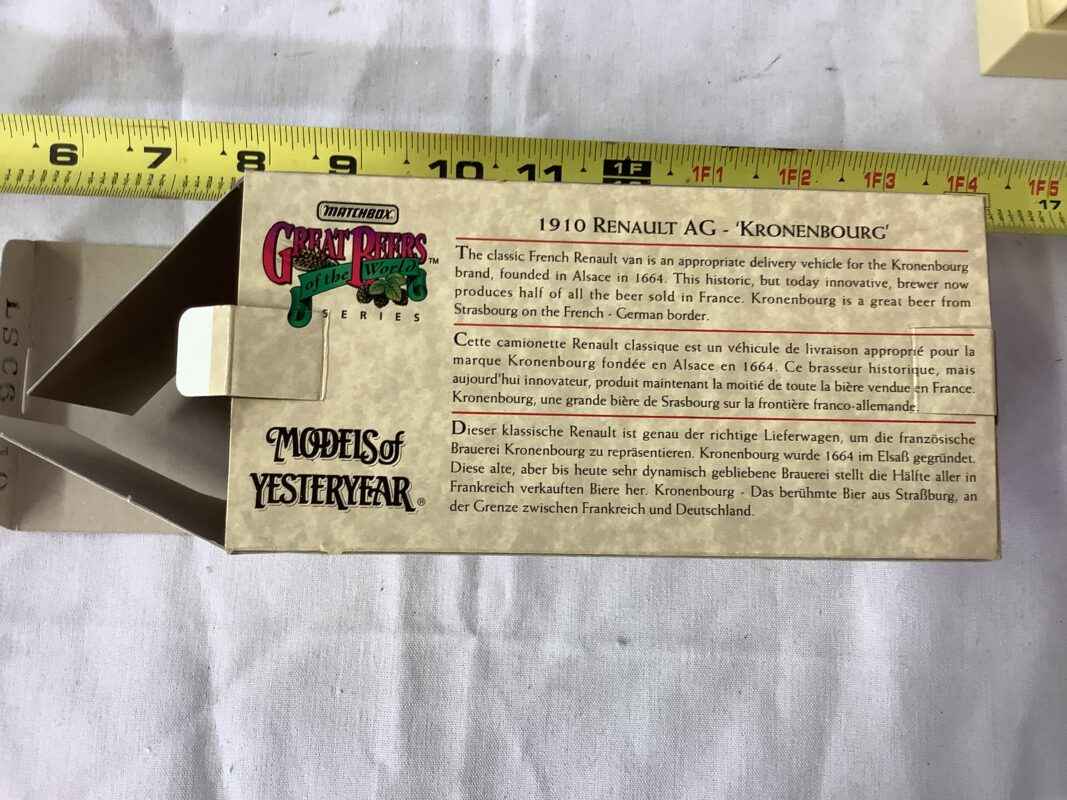 6 7 8 9 10 11 1F 1F1 1F2 1F3 1F4 1F5
17
MATCHBOX
GREAT BEERS™
of the World
SERIES
MODELS of
YESTERYEAR®
1910 RENAULT AG - 'KRONENBOURG'
The classic French Renault van is an appropriate delivery vehicle for the Kronenbourg
brand, founded in Alsace in 1664. This historic, but today innovative, brewer now
produces half of all the beer sold in France. Kronenbourg is a great beer from
Strasbourg on the French - German border.
Cette camionette Renault classique est un véhicule de livraison approprié pour la
marque Kronenbourg fondée en Alsace en 1664. Ce brasseur historique, mais
aujourd'hui innovateur, produit maintenant la moitié de toute la bière vendue en France.
Kronenbourg, une grande bière de Srasbourg sur la frontière franco-allemande.
Dieser klassische Renault ist genau der richtige Lieferwagen, um die französische
Brauerei Kronenbourg zu repräsentieren. Kronenbourg wurde 1664 im Elsaß gegründet.
Diese alte, aber bis heute sehr dynamisch gebliebene Brauerei stellt die Hälfte aller in
Frankreich verkauften Biere her. Kronenbourg - Das berühmte Bier aus Straßburg, an
der Grenze zwischen Frankreich und Deutschland.